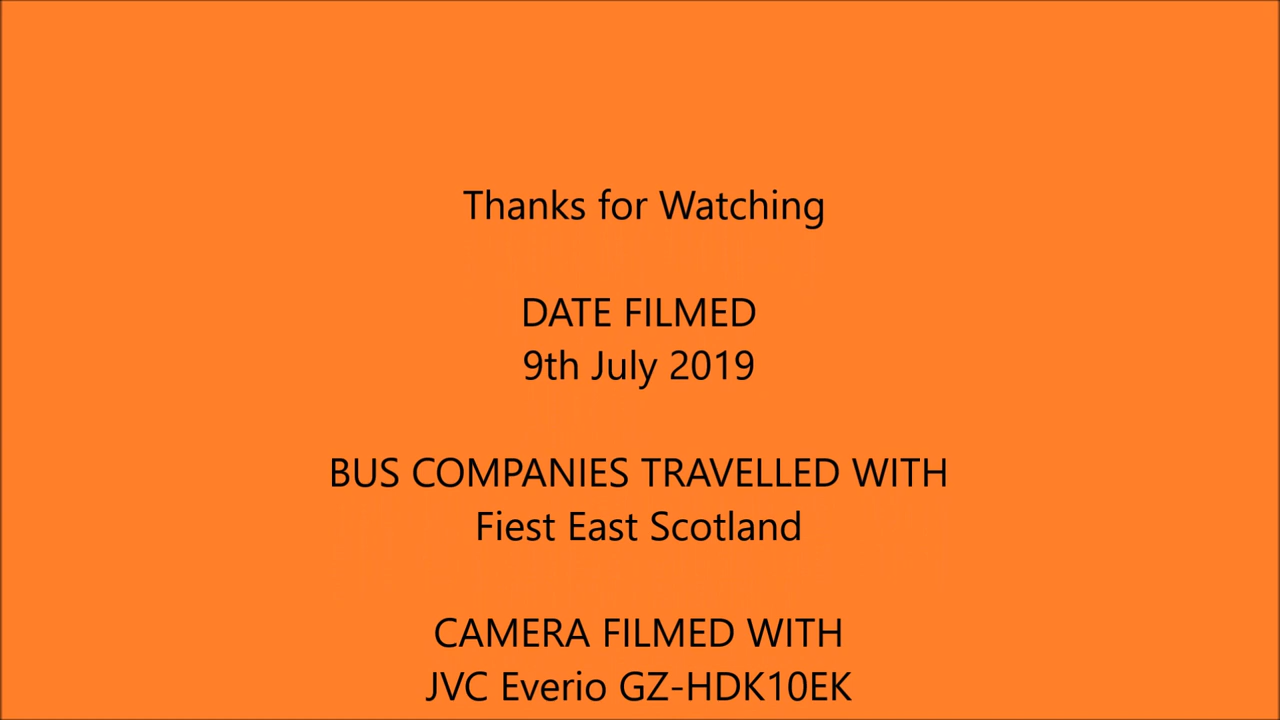 Thanks for Watching
DATE FILMED
9th July 2019
BUS COMPANIES TRAVELLED WITH
Fiest East Scotland
CAMERA FILMED WITH
JVC Everio GZ-HDK10EK